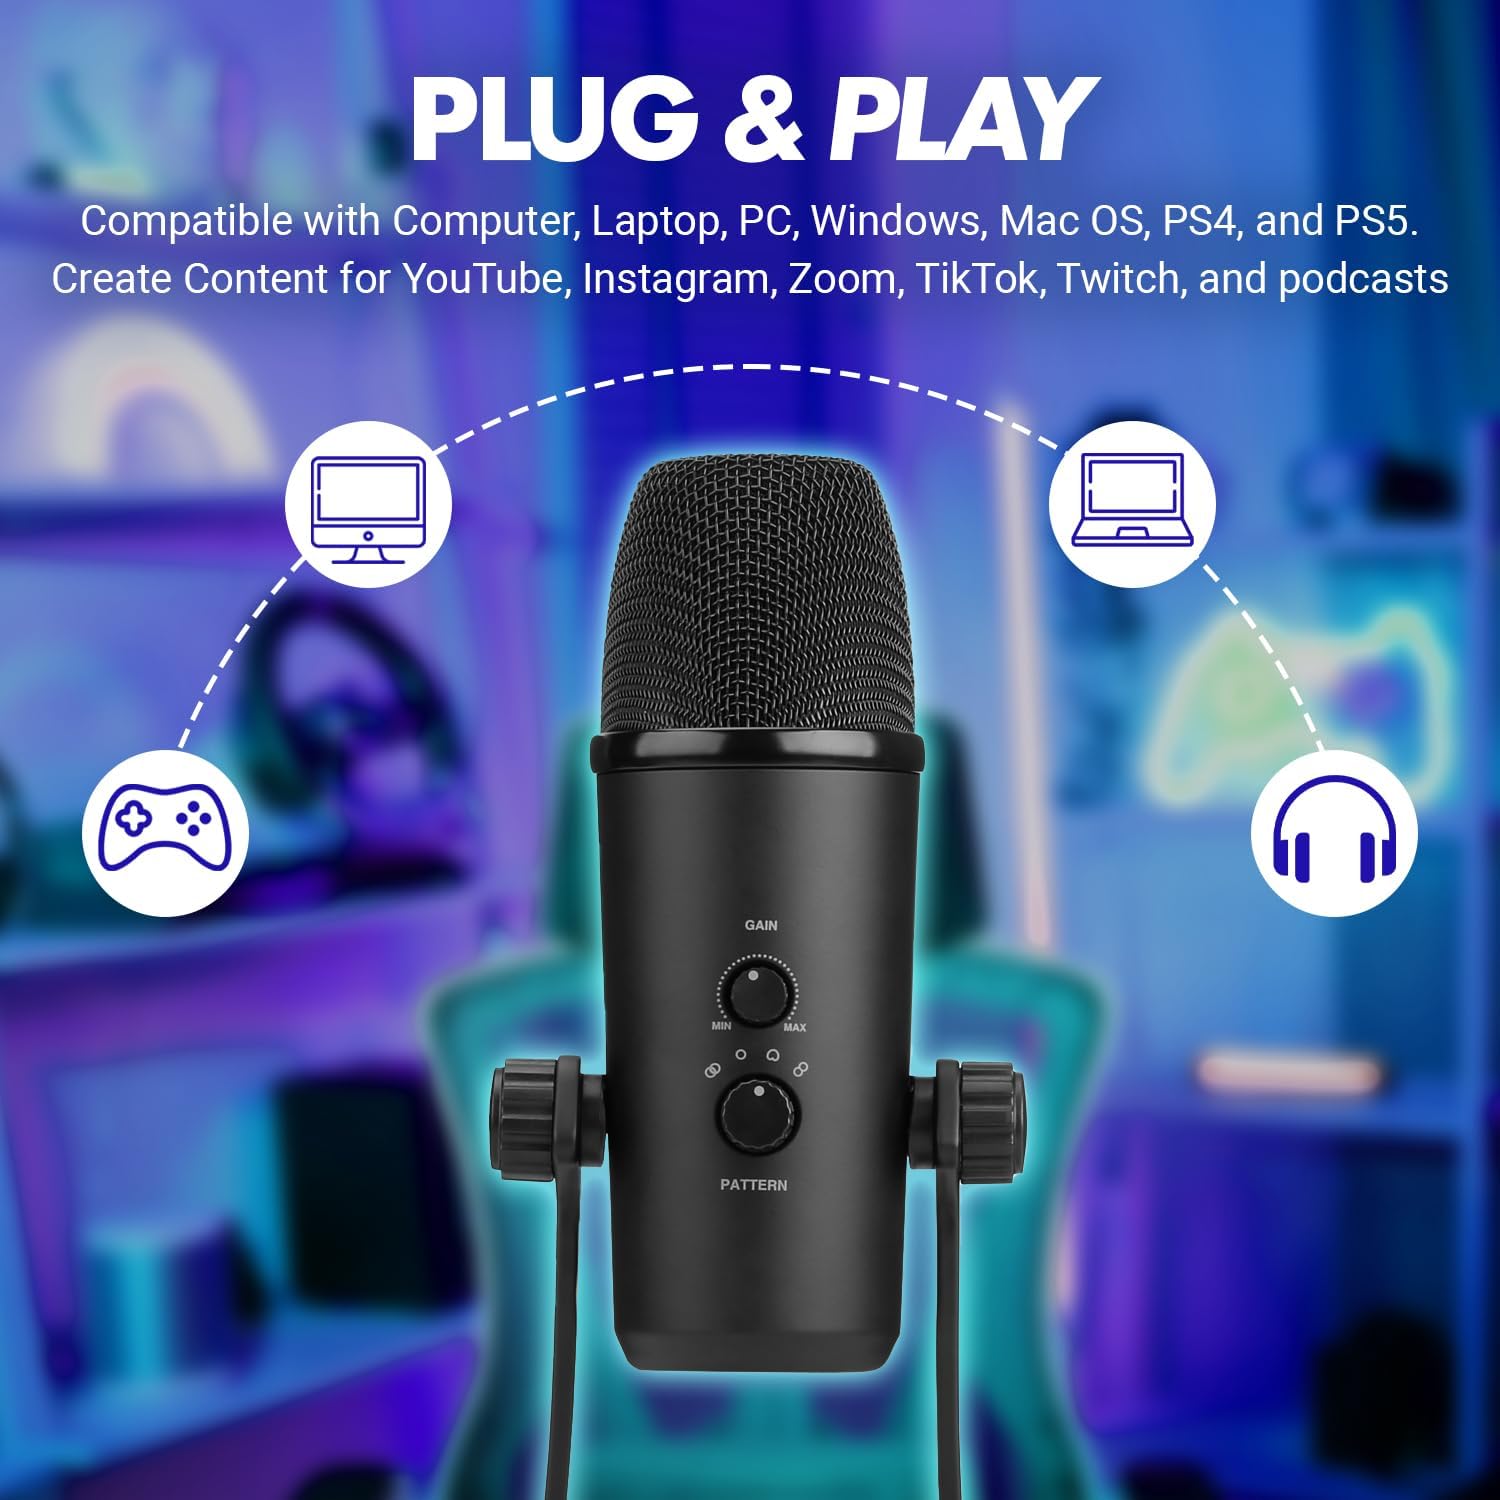 PLUG & PLAY
Compatible with Computer, Laptop, PC, Windows, Mac OS, PS4, and PS5.
Create Content for YouTube, Instagram, Zoom, TikTok, Twitch, and podcasts
GAIN
MIN MAX
PATTERN